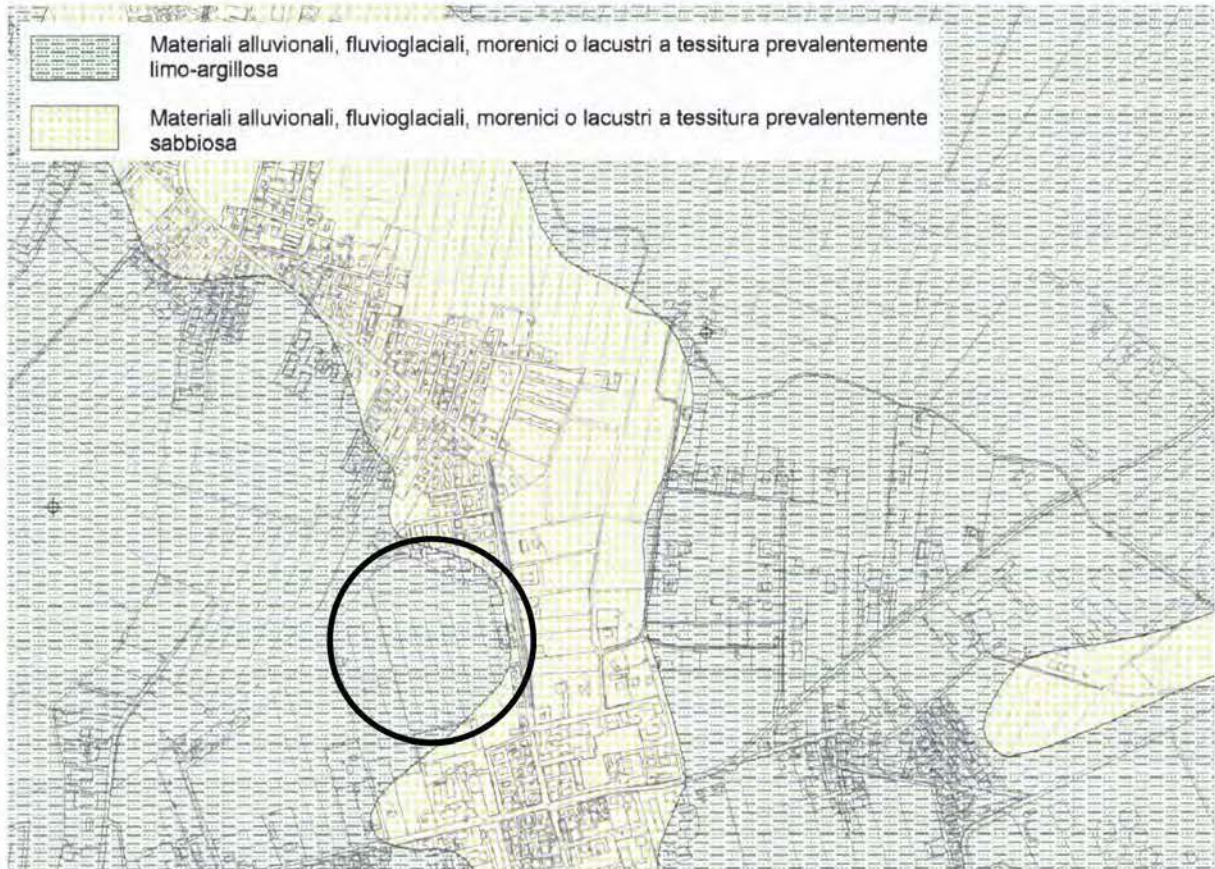 Materiali alluvionali, fluvioglaciali, morenici o lacustri a tessitura prevalentemente
limo-argillosa
Materiali alluvionali, fluvioglaciali, morenici o lacustri a tessitura prevalentemente
sabbiosa